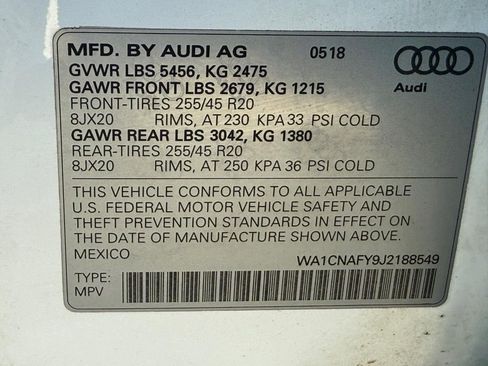 MFD. BY AUDI AG 0518
GVWR LBS 5456, KG 2475
GAWR FRONT LBS 2679, KG 1215
FRONT-TIRES 255/45 R20
8JX20 RIMS, AT 230 KPA 33 PSI COLD
GAWR REAR LBS 3042, KG 1380
REAR-TIRES 255/45 R20
8JX20 RIMS, AT 250 KPA 36 PSI COLD
Audi
THIS VEHICLE CONFORMS TO ALL APPLICABLE
U.S. FEDERAL MOTOR VEHICLE SAFETY AND
THEFT PREVENTION STANDARDS IN EFFECT ON
THE DATE OF MANUFACTURE SHOWN ABOVE.
MEXICO WA1CNAFY9J2188549
TYPE:
MPV